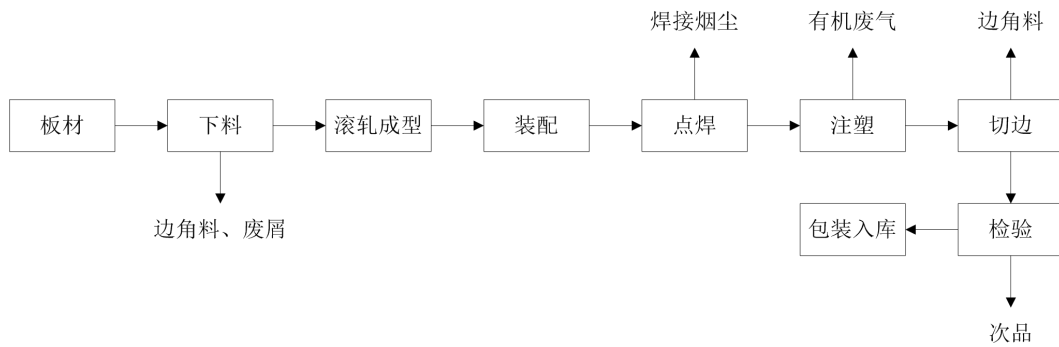 焊接烟尘
有机废气
边角料
板材
下料
滚轧成型
装配
点焊
注塑
切边
边角料、废屑
包装入库
检验
次品